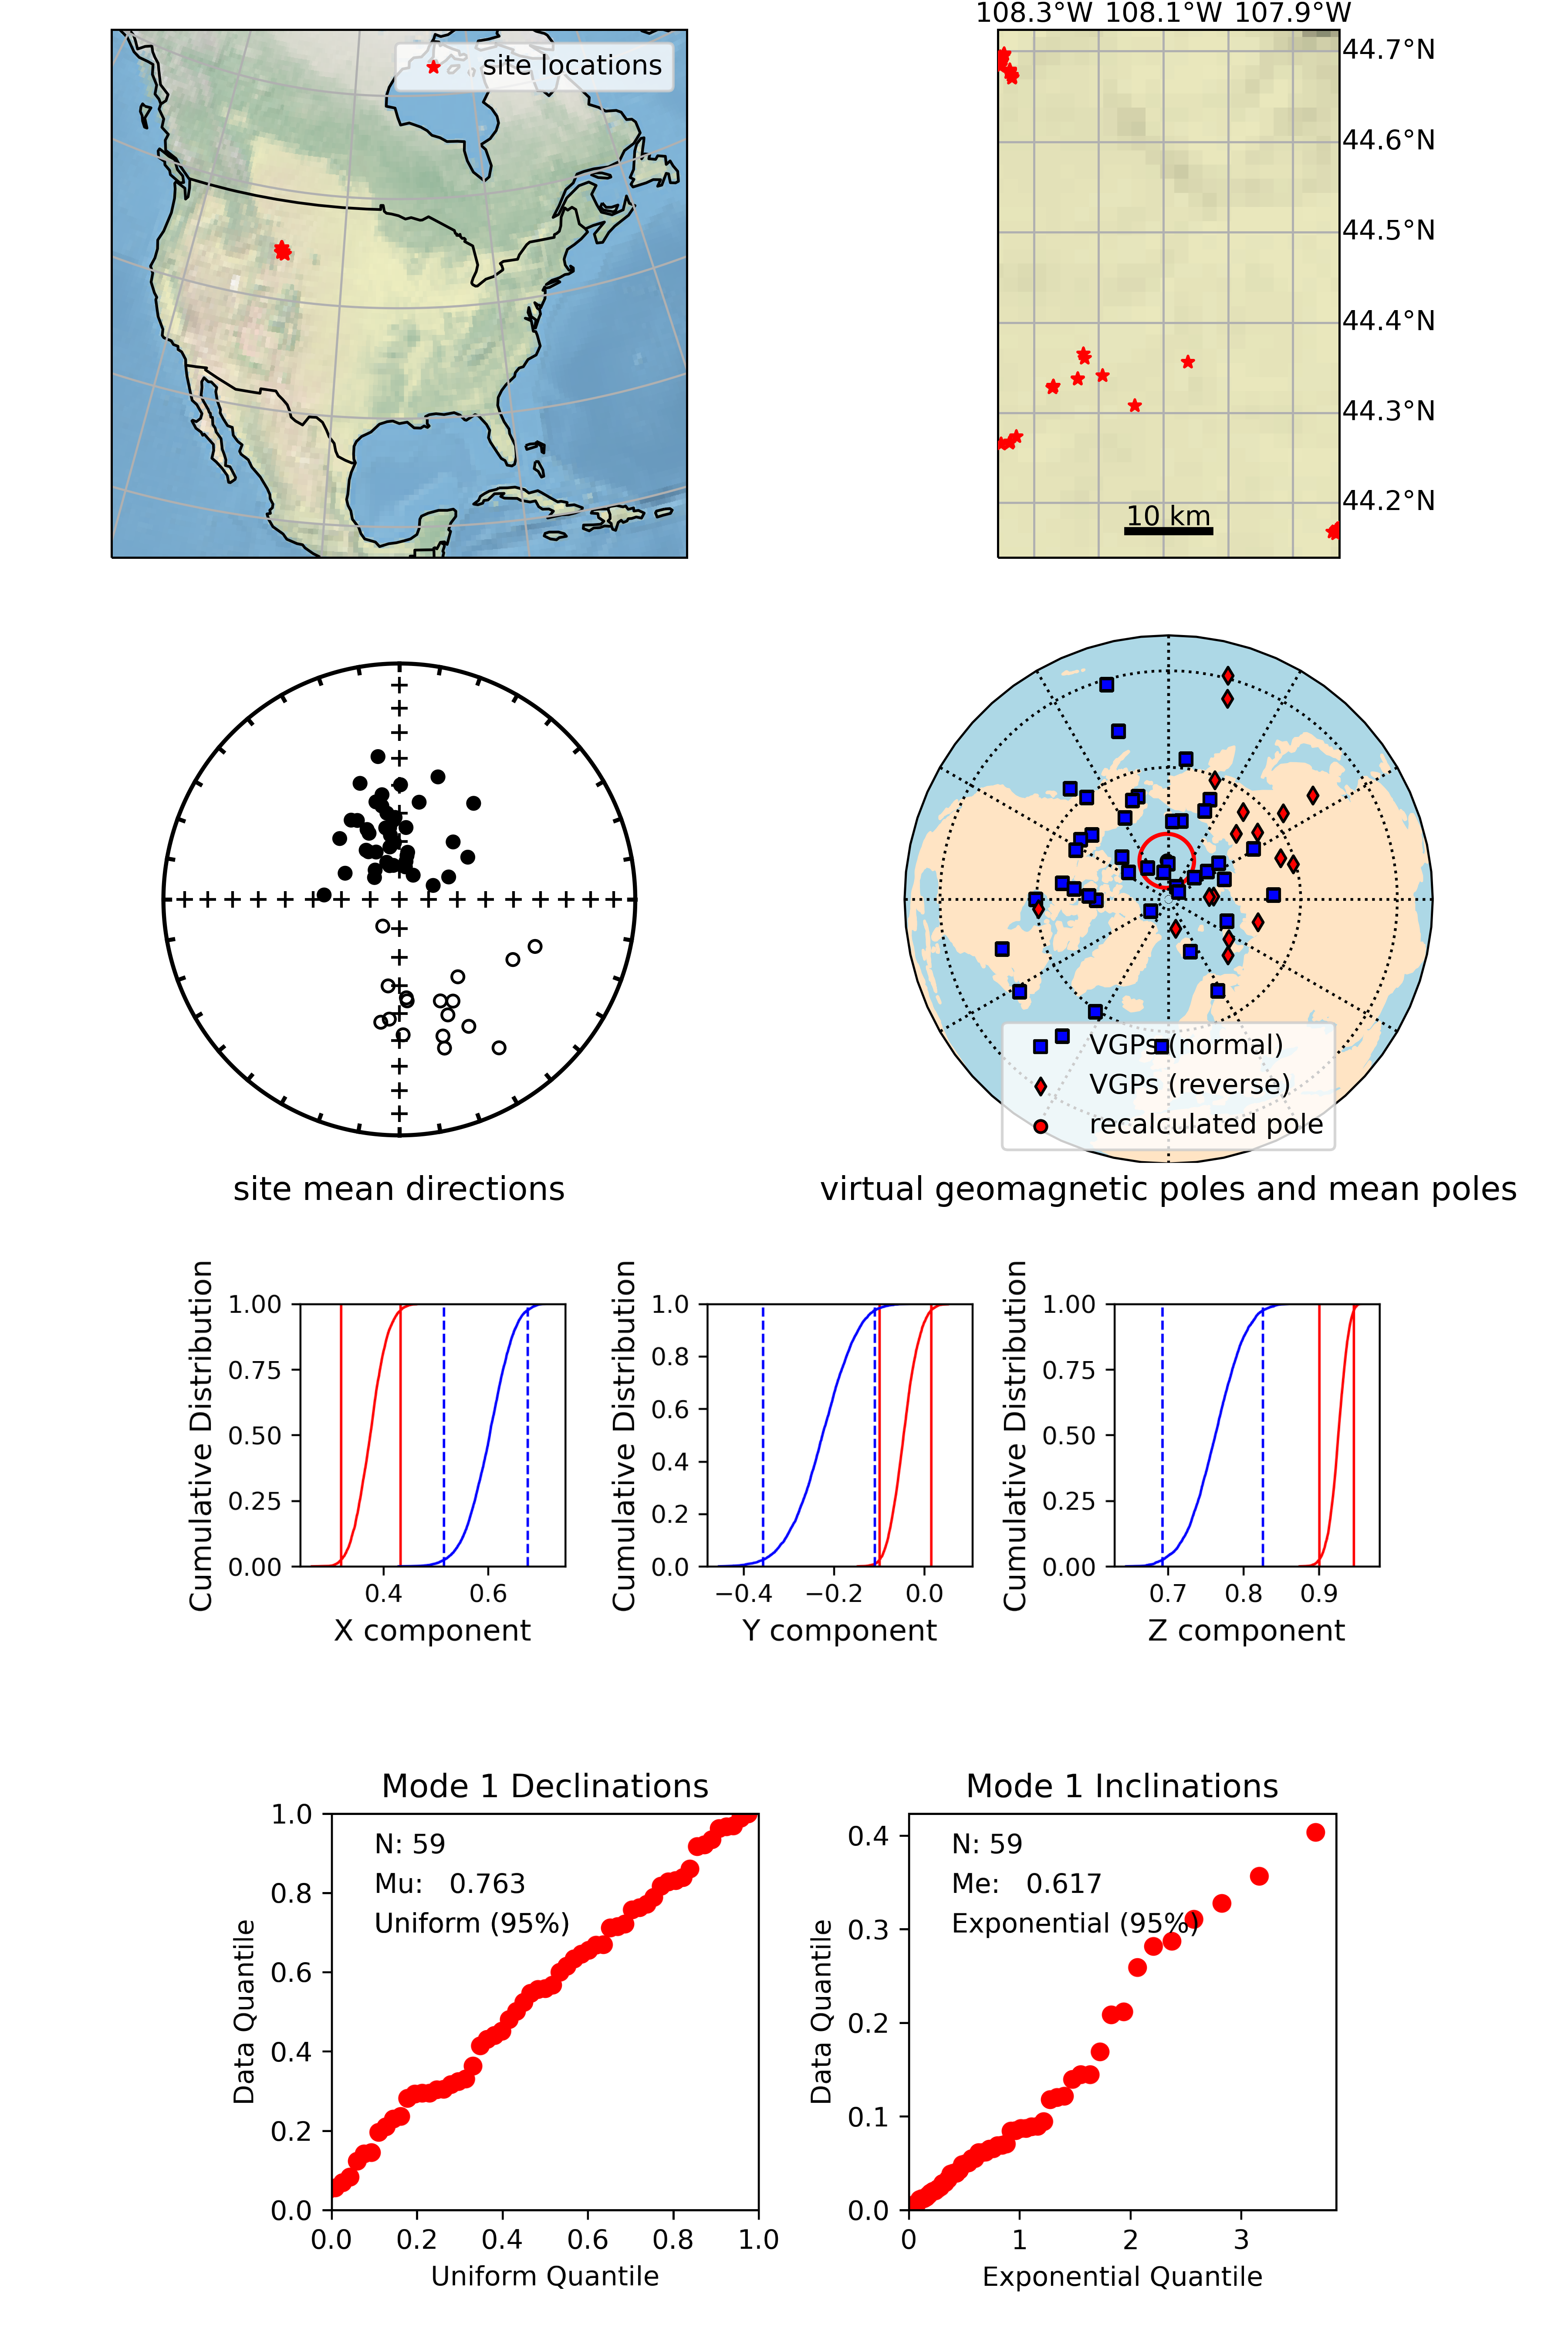 108.3°W 108.1°W 107.9°W
site locations
44.7°N
44.6°N
44.5°N
44.4°N
44.3°N
44.2°N
10 km
VGPs (normal)
VGPs (reverse)
recalculated pole
site mean directions
virtual geomagnetic poles and mean poles
Cumulative Distribution
1.00
0.75
0.50
0.25
0.00
0.4 0.6
X component
Cumulative Distribution
1.0
0.8
0.6
0.4
0.2
0.0
−0.4 −0.2 0.0
Y component
Cumulative Distribution
1.00
0.75
0.50
0.25
0.00
0.7 0.8 0.9
Z component
Mode 1 Declinations
N: 59
Mu: 0.763
Uniform (95%)
Data Quantile
1.0
0.8
0.6
0.4
0.2
0.0
0.0 0.2 0.4 0.6 0.8 1.0
Uniform Quantile
Mode 1 Inclinations
N: 59
Me: 0.617
Exponential (95%)
Data Quantile
0.4
0.3
0.2
0.1
0.0
0 1 2 3
Exponential Quantile